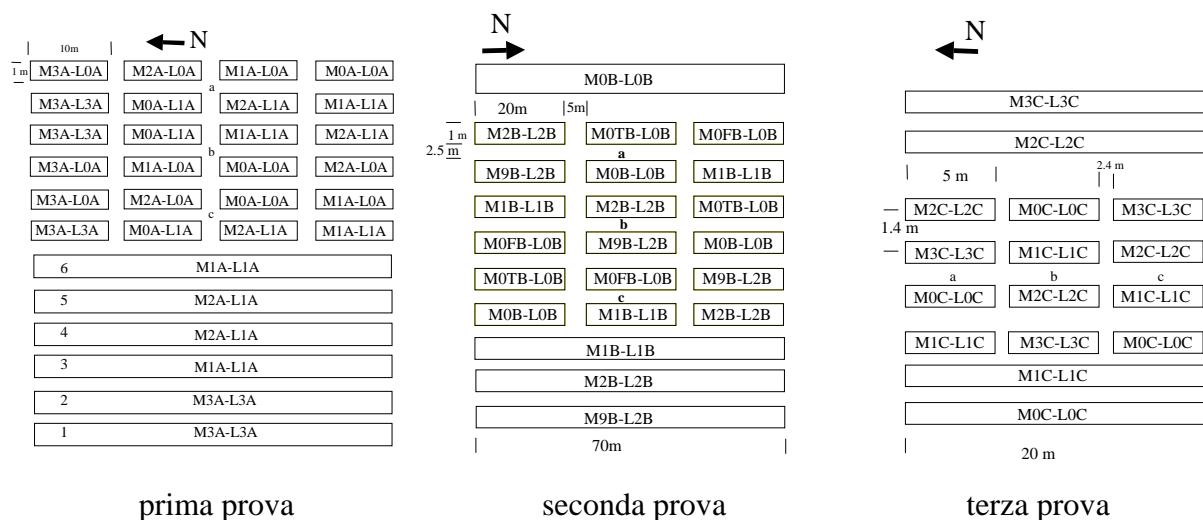 N
10m
1 m
M3A-L0A M2A-L0A M1A-L0A M0A-L0A
a
M3A-L3A M0A-L1A M2A-L1A M1A-L1A
M3A-L3A M0A-L1A M1A-L1A M2A-L1A
b
M3A-L0A M1A-L0A M0A-L0A M2A-L0A
M3A-L0A M2A-L0A M0A-L0A M1A-L0A
c
M3A-L3A M0A-L1A M2A-L1A M1A-L1A
6 M1A-L1A
5 M2A-L1A
4 M2A-L1A
3 M1A-L1A
2 M3A-L3A
1 M3A-L3A
prima prova
N
M0B-L0B
20m 5m
1 m
2.5 m
M2B-L2B M0TB-L0B M0FB-L0B
a
M9B-L2B M0B-L0B M1B-L1B
M1B-L1B M2B-L2B M0TB-L0B
b
M0FB-L0B M9B-L2B M0B-L0B
M0TB-L0B M0FB-L0B M9B-L2B
c
M0B-L0B M1B-L1B M2B-L2B
M1B-L1B
M2B-L2B
M9B-L2B
70m
seconda prova
N
M3C-L3C
M2C-L2C
2.4 m
5 m
M2C-L2C M0C-L0C M3C-L3C
1.4 m
M3C-L3C M1C-L1C M2C-L2C
a b c
M0C-L0C M2C-L2C M1C-L1C
M1C-L1C M3C-L3C M0C-L0C
M1C-L1C
M0C-L0C
20 m
terza prova